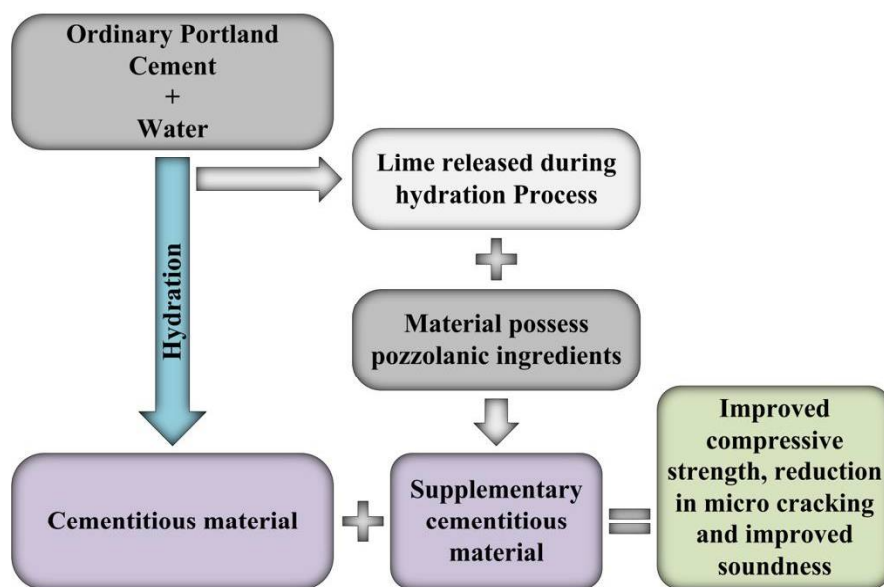 Ordinary Portland
Cement
+
Water
Lime released during
hydration Process
Hydration
Material possess
pozzolanic ingredients
Cementitious material
Supplementary
cementitious
material
Improved
compressive
strength, reduction
in micro cracking
and improved
soundness